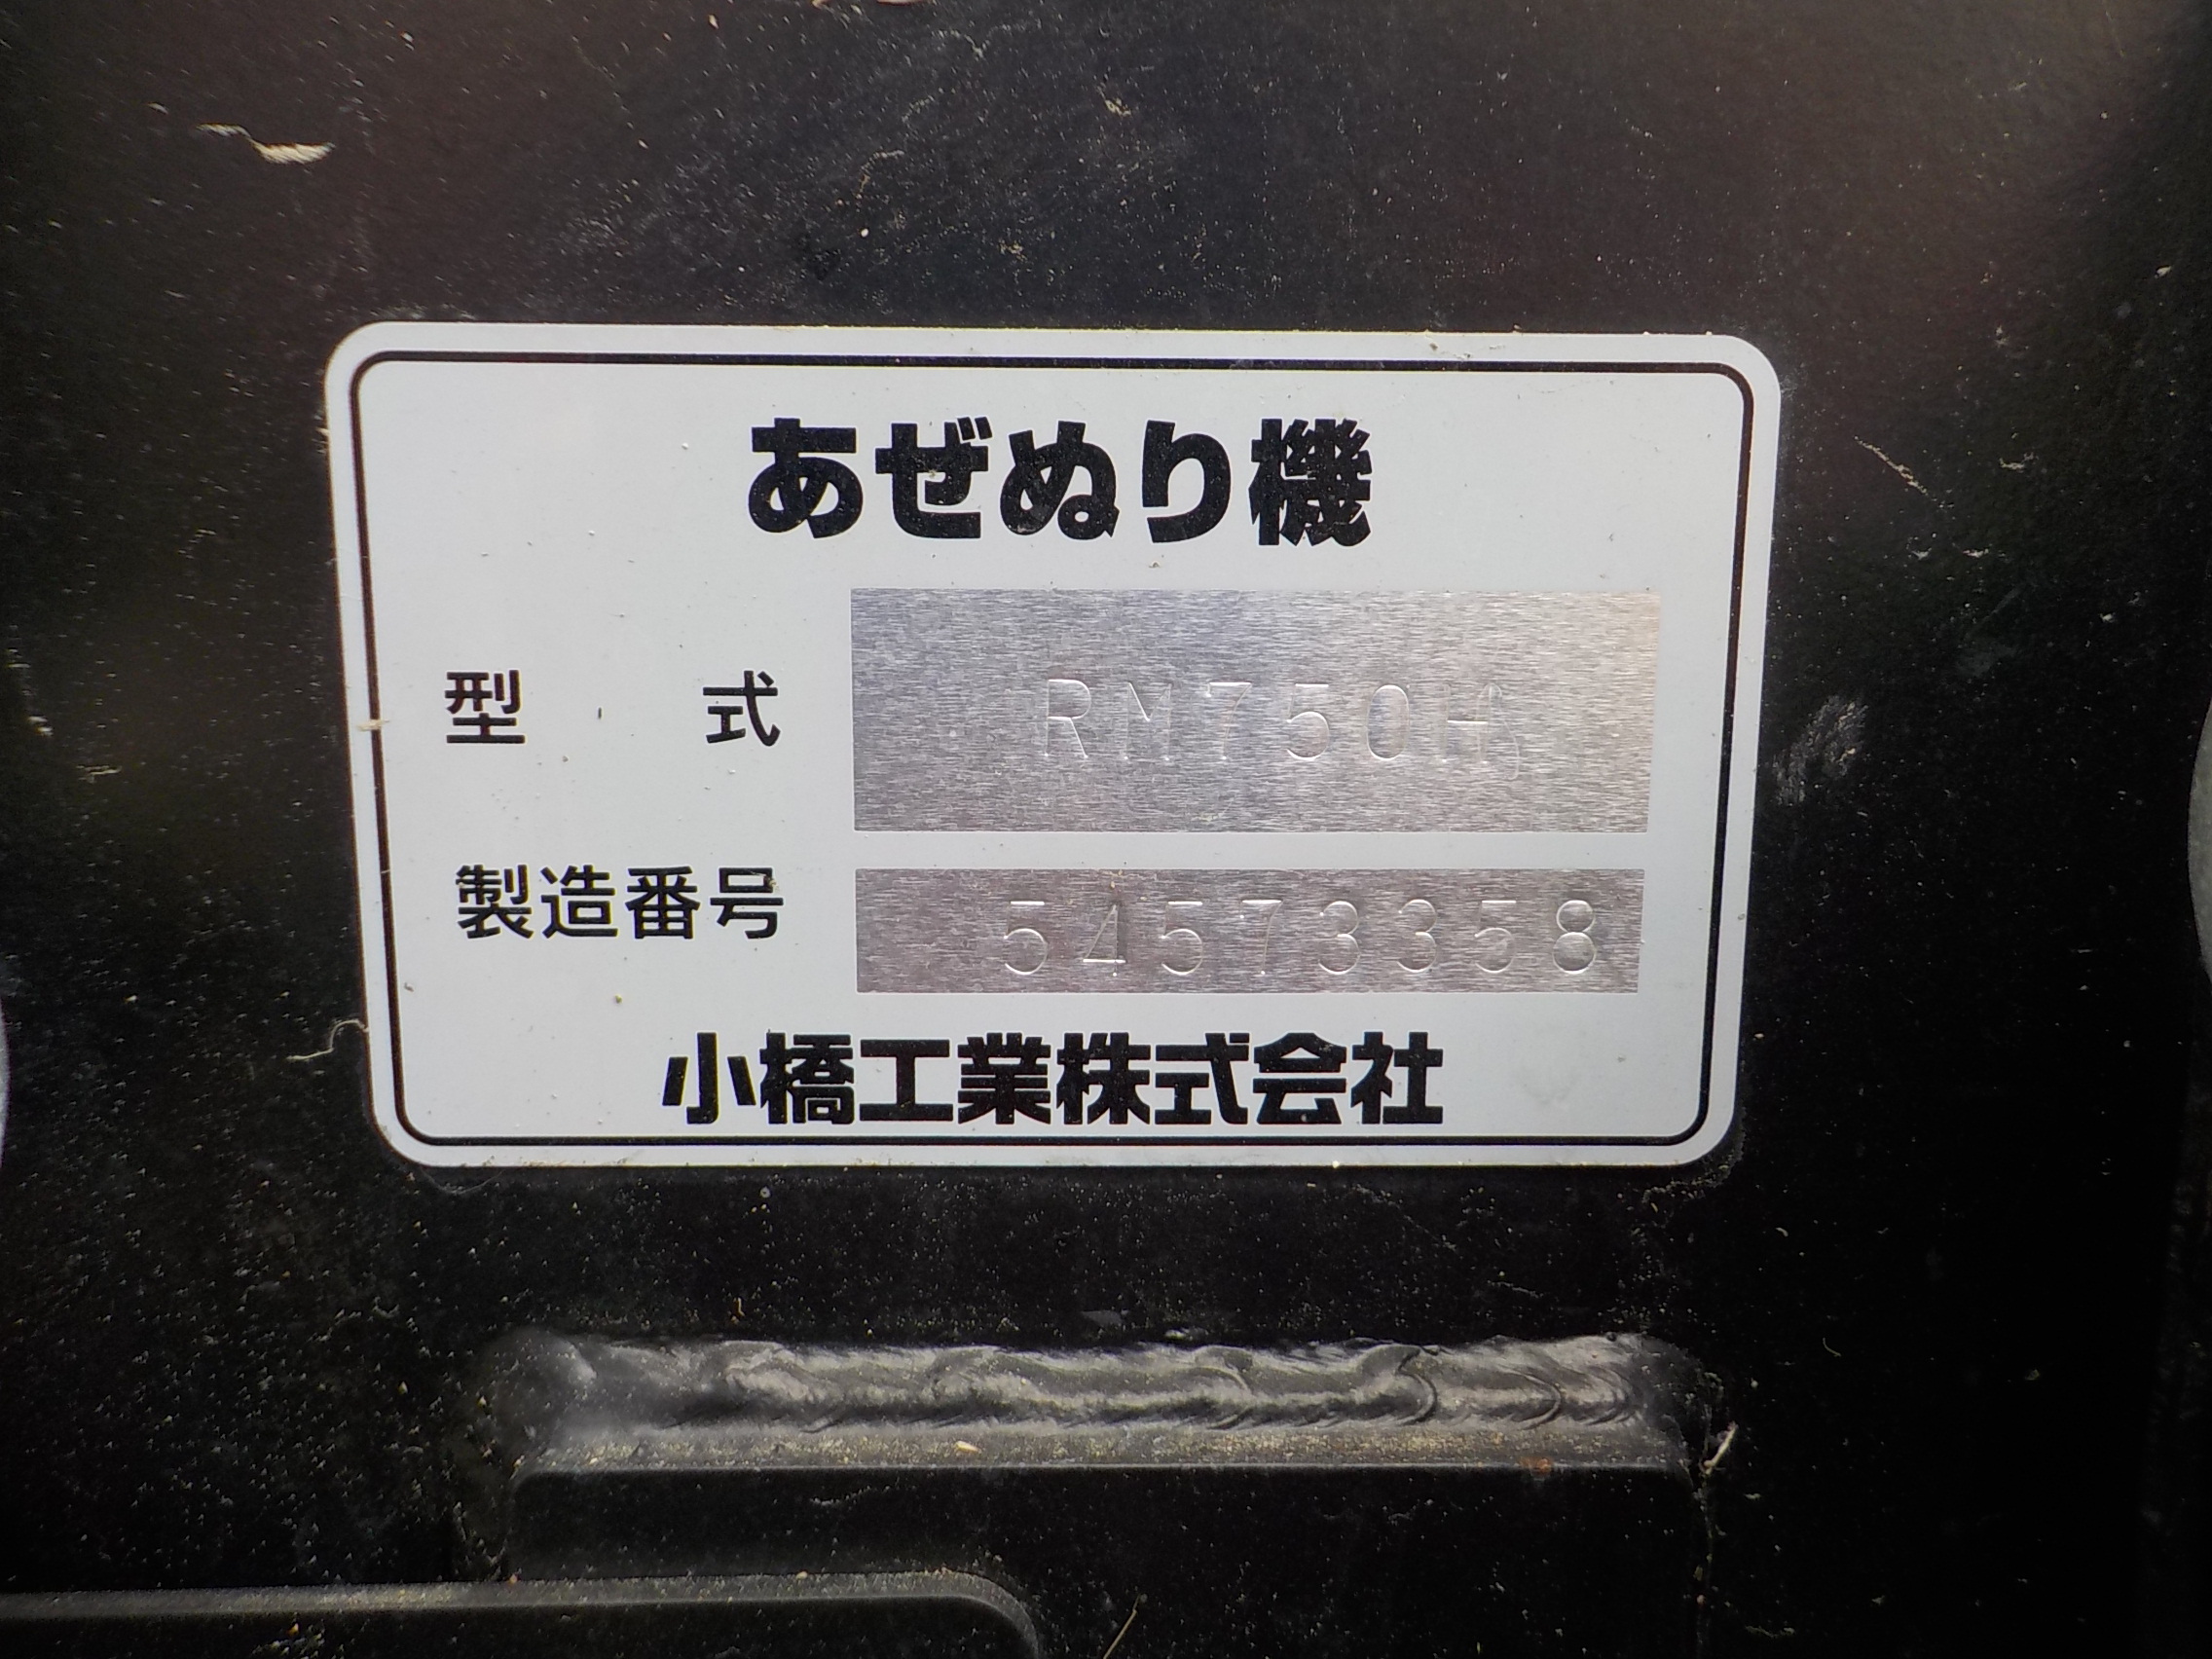 あぜぬり機
型 式 RM750HS
製造番号 54573358
小橋工業株式会社